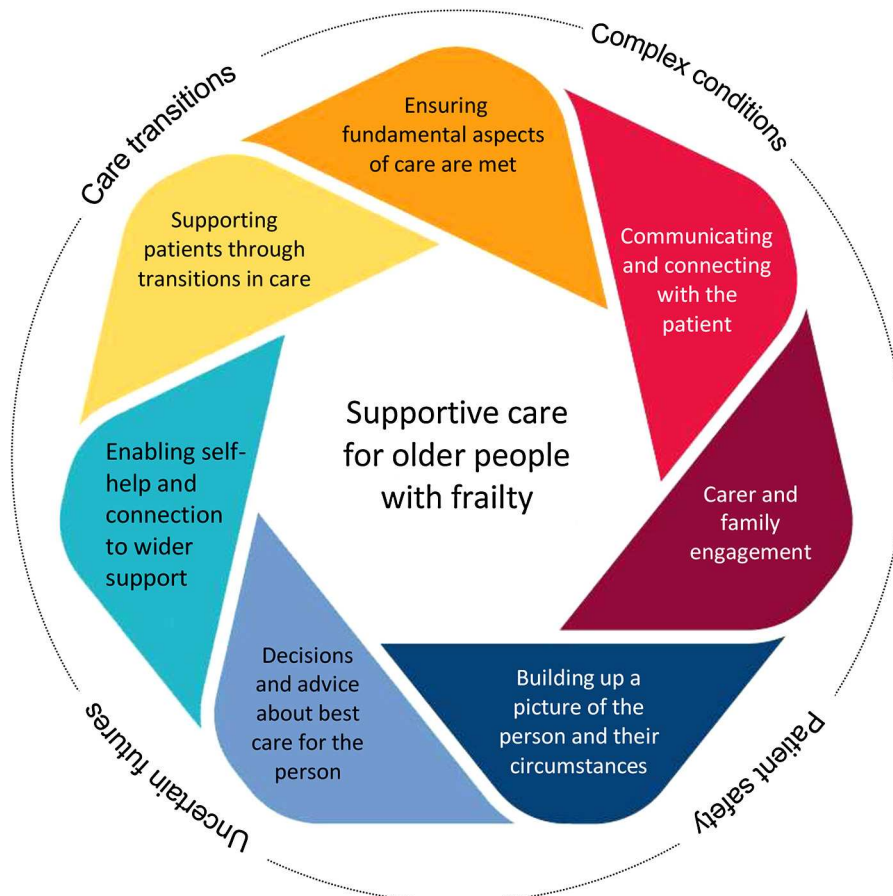 Complex conditions
Care transitions
Ensuring
fundamental aspects
of care are met
Communicating
and connecting
with the
patient
Supporting
patients through
transitions in care
Supportive care
for older people
with frailty
Enabling self-
help and
connection
to wider
support
Carer and
family
engagement
Decisions
and advice
about best
care for the
person
Building up a
picture of the
person and their
circumstances
Uncertain futures
Patient safety